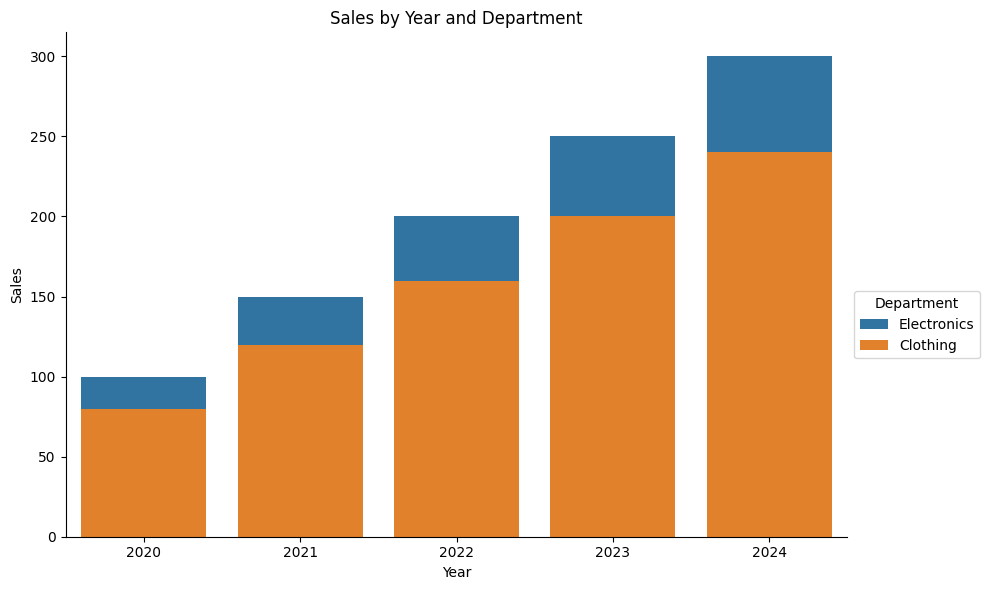 Sales by Year and Department
300
250
200
150
100
50
0
Sales
2020 2021 2022 2023 2024
Year
Department
Electronics
Clothing